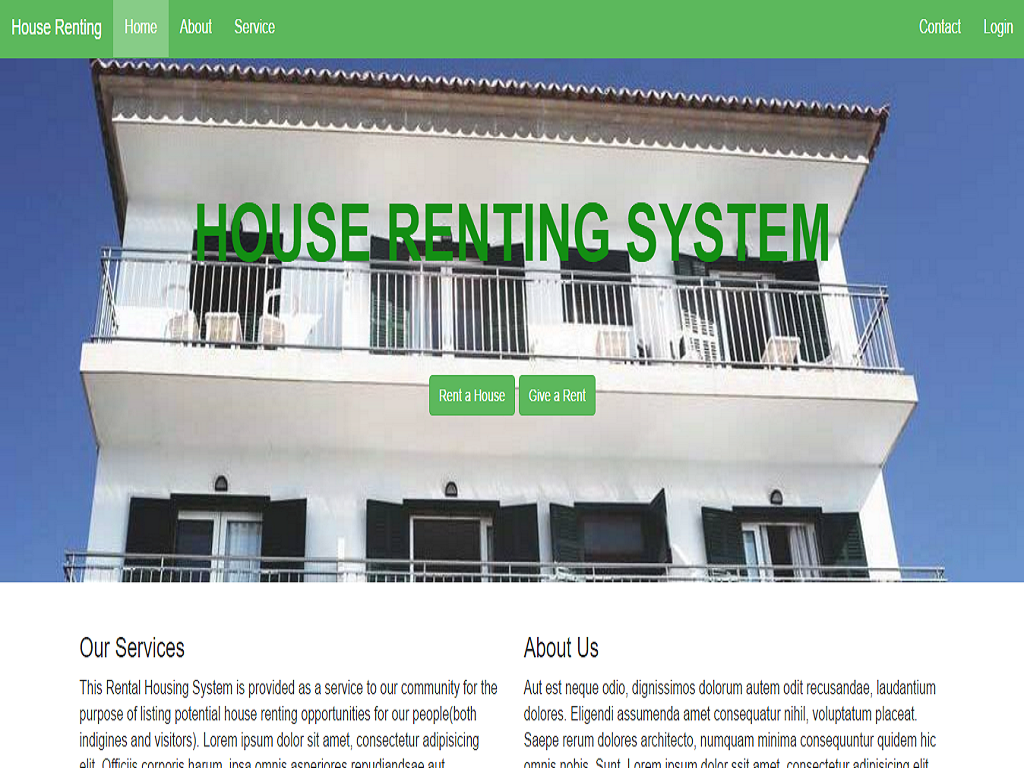 House Renting Home About Service Contact Login
HOUSE RENTING SYSTEM
Rent a House Give a Rent
Our Services
This Rental Housing System is provided as a service to our community for the
purpose of listing potential house renting opportunities for our people(both
indigines and visitors). Lorem ipsum dolor sit amet, consectetur adipisicing
elit. Officiis corporis harum, ipsa omnis asperiores repudiandsae aut
About Us
Aut est neque odio, dignissimos dolorum autem odit recusandae, laudantium
dolores. Eligendi assumenda amet consequatur nihil, voluptatum placeat.
Saepe rerum dolores architecto, numquam minima consequuntur quidem hic
omnis nobis. Sunt. Lorem ipsum dolor ssit amet, consectetur adipisicing elit.